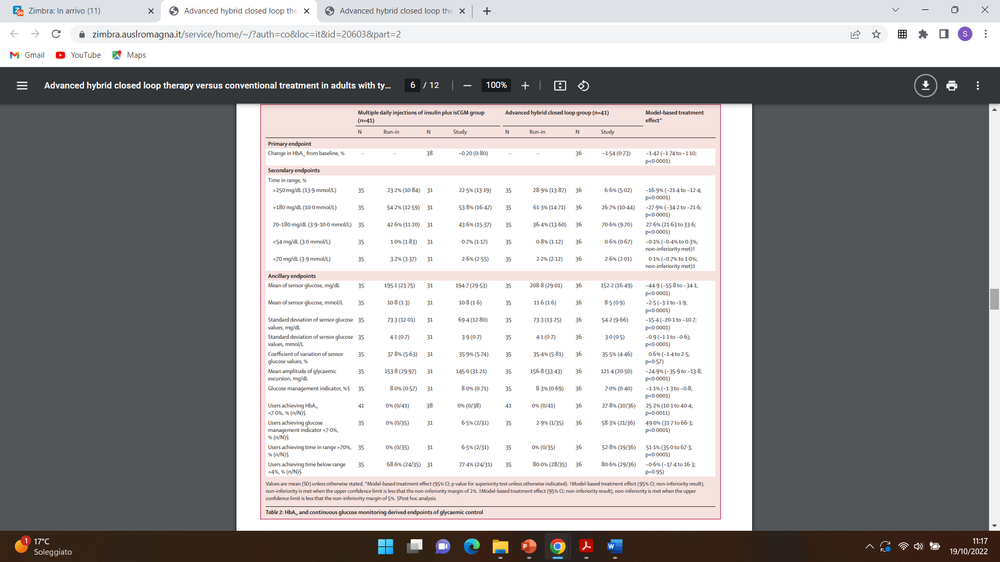 Zimbra: In arrivo (11)
Advanced hybrid closed loop the
Advanced hybrid closed loop the
zimbra.auslromagna.it/service/home/~/?auth=co&loc=it&id=20603&part=2
S
Gmail YouTube Maps
Advanced hybrid closed loop therapy versus conventional treatment in adults with ty... 6 / 12 100%
Multiple daily injections of insulin plus isCGM group (n=41) Advanced hybrid closed loop group (n=41) Model-based treatment effect*
N Run-in N Study N Run-in N Study
Primary endpoint
Change in HbA1c from baseline, % ·· ·· 38 −0·20 (0·80) ·· ·· 36 −1·54 (0·73) −1·42 (−1·74 to −1·10; p<0·0001)
Secondary endpoints
Time in range, %
>250 mg/dL (13·9 mmol/L) 35 23·2% (10·84) 31 22·5% (13·19) 35 28·9% (13·87) 36 6·6% (5·02) −16·9% (−21·4 to −12·4; p<0·0001)
>180 mg/dL (10·0 mmol/L) 35 54·2% (12·59) 31 53·8% (16·47) 35 61·3% (14·71) 36 26·7% (10·44) −27·9% (−34·2 to −21·6; p<0·0001)
70–180 mg/dL (3·9–10·0 mmol/L) 35 42·6% (11·20) 31 43·6% (15·37) 35 36·4% (13·60) 36 70·6% (9·70) 27·6% (21·63 to 33·6; p<0·0001)
<54 mg/dL (3·0 mmol/L) 35 1·0% (1·83) 31 0·7% (1·17) 35 0·8% (1·12) 36 0·6% (0·67) −0·1% (−0·4% to 0·3%; non-inferiority met)†
<70 mg/dL (3·9 mmol/L) 35 3·2% (3·37) 31 2·6% (2·55) 35 2·2% (2·12) 36 2·6% (2·01) 0·1% (−0.7% to 1·0%; non-inferiority met)‡
Ancillary endpoints
Mean of sensor glucose, mg/dL 35 195·1 (23·75) 31 194·7 (29·53) 35 208·8 (29·01) 36 152·2 (16·49) −44·9 (−55·8 to −34·1; p<0·0001)
Mean of sensor glucose, mmol/L 35 10·8 (1·3) 31 10·8 (1·6) 35 11·6 (1·6) 36 8·5 (0·9) −2·5 (−3·1 to −1·9; p<0·0001)
Standard deviation of sensor glucose values, mg/dL 35 73·3 (12·01) 31 69·4 (12·80) 35 73·3 (13·25) 36 54·2 (9·66) −15·4 (−20·1 to −10·7; p<0·0001)
Standard deviation of sensor glucose values, mmol/L 35 4·1 (0·7) 31 3·9 (0·7) 35 4·1 (0·7) 36 3·0 (0·5) −0·9 (−1·1 to −0·6); p<0·0001)
Coefficient of variation of sensor glucose values, % 35 37·8% (5·63) 31 35·9% (5·74) 35 35·4% (5·81) 36 35·5% (4·46) 0·6% (−1·4 to 2·5; p=0·57)
Mean amplitude of glycaemic excursion, mg/dL 35 153·8 (29·97) 31 145·0 (31·21) 35 156·8 (33·43) 36 121·4 (20·50) −24·9% (−35·9 to −13·8; p<0·0001)
Glucose management indicator, %§ 35 8·0% (0·57) 31 8·0% (0·71) 35 8·3% (0·69) 36 7·0% (0·40) −1·1% (−1·3 to −0·8; p<0·0001)
Users achieving HbA1c <7·0%, % (n/N)§ 41 0% (0/41) 38 0% (0/38) 41 0% (0/41) 36 27·8% (10/36) 25·2% (10·1 to 40·4; p=0·0011)
Users achieving glucose management indicator <7·0%, % (n/N)§ 35 0% (0/35) 31 6·5% (2/31) 35 2·9% (1/35) 36 58·3% (21/36) 49·0% (31·7 to 66·3; p<0·0001)
Users achieving time in range >70%, % (n/N)§ 35 0% (0/35) 31 6·5% (2/31) 35 0% (0/35) 36 52·8% (19/36) 51·1% (35·0 to 67·3; p<0·0001)
Users achieving time below range <4%, % (n/N)§ 35 68·6% (24/35) 31 77·4% (24/31) 35 80·0% (28/35) 36 80·6% (29/36) −0·6% (−17·4 to 16·3; p=0·95)
Values are mean (SD) unless otherwise stated. *Model-based treatment effect (95% CI; p value for superiority test unless otherwise indicated). †Model-based treatment effect (95% CI; non-inferiority result),
non-inferiority is met when the upper confidence limit is less that the non-inferiority margin of 2%. ‡Model-based treatment effect (95% CI; non-inferiority result), non-inferiority is met when the upper
confidence limit is less that the non-inferiority margin of 5%. §Post hoc analysis.
Table 2: HbA1c and continuous glucose monitoring derived endpoints of glycaemic control
1
17°C
Soleggiato
11:17
19/10/2022